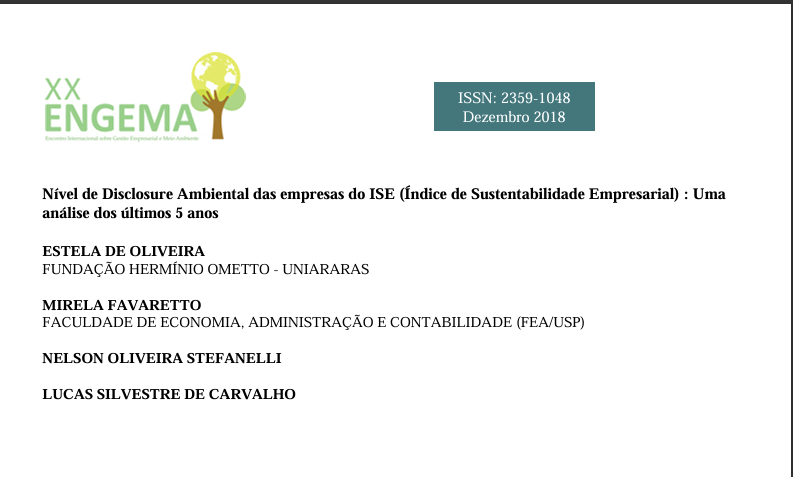 XX
ENGEMA
Encontro Internacional sobre Gestão Empresarial e Meio Ambiente
ISSN: 2359-1048
Dezembro 2018
Nível de Disclosure Ambiental das empresas do ISE (Índice de Sustentabilidade Empresarial) : Uma
análise dos últimos 5 anos
ESTELA DE OLIVEIRA
FUNDAÇÃO HERMÍNIO OMETTO - UNIARARAS
MIRELA FAVARETTO
FACULDADE DE ECONOMIA, ADMINISTRAÇÃO E CONTABILIDADE (FEA/USP)
NELSON OLIVEIRA STEFANELLI
LUCAS SILVESTRE DE CARVALHO